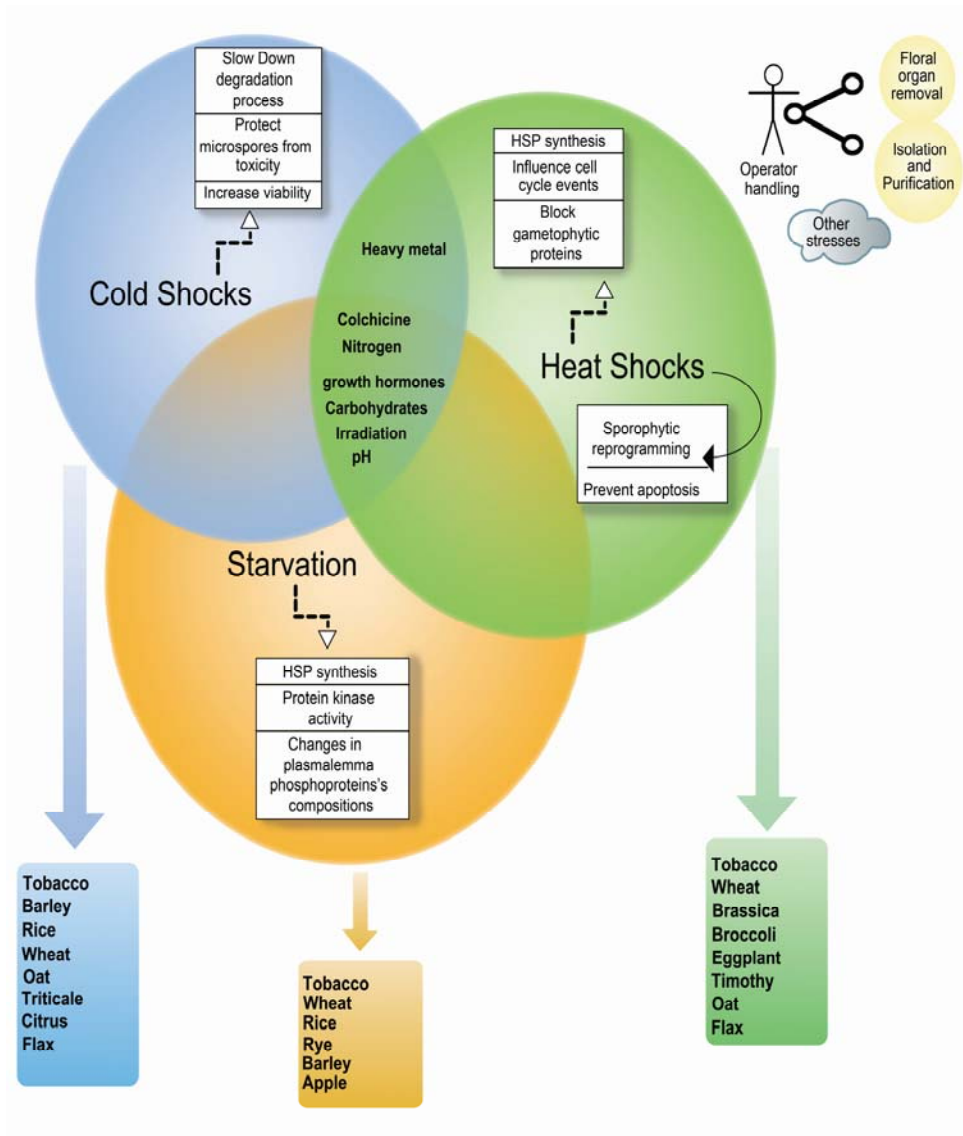 Slow Down
degradation
process
Protect
microspores from
toxicity
Increase viability
Cold Shocks
HSP synthesis
Influence cell
cycle events
Block
gametophytic
proteins
Heat Shocks
Sporophytic
reprogramming
Prevent apoptosis
Floral
organ
removal
Isolation and
Purification
Operator
handling
Other
stresses
Heavy metal
Colchicine
Nitrogen
growth hormones
Carbohydrates
Irradiation
pH
Starvation
HSP synthesis
Protein kinase
activity
Changes in
plasmalemma
phosphoproteins's
compositions
Tobacco
Barley
Rice
Wheat
Oat
Triticale
Citrus
Flax
Tobacco
Wheat
Rice
Rye
Barley
Apple
Tobacco
Wheat
Brassica
Broccoli
Eggplant
Timothy
Oat
Flax